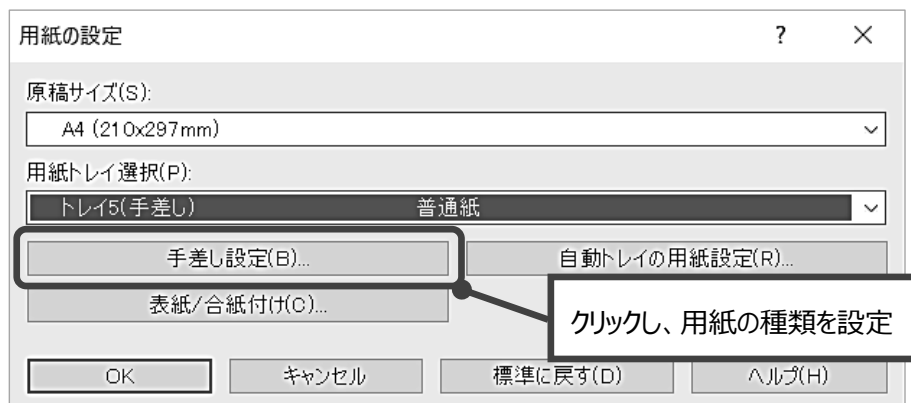 用紙の設定 ?
原稿サイズ(S):
A4 (210x297mm)
用紙トレイ選択(P):
トレイ5(手差し) 普通紙
手差し設定(B)... 自動トレイの用紙設定(R)...
表紙/合紙付け(C)...
クリックし、用紙の種類を設定
OK キャンセル 標準に戻す(D) ヘルプ(H)